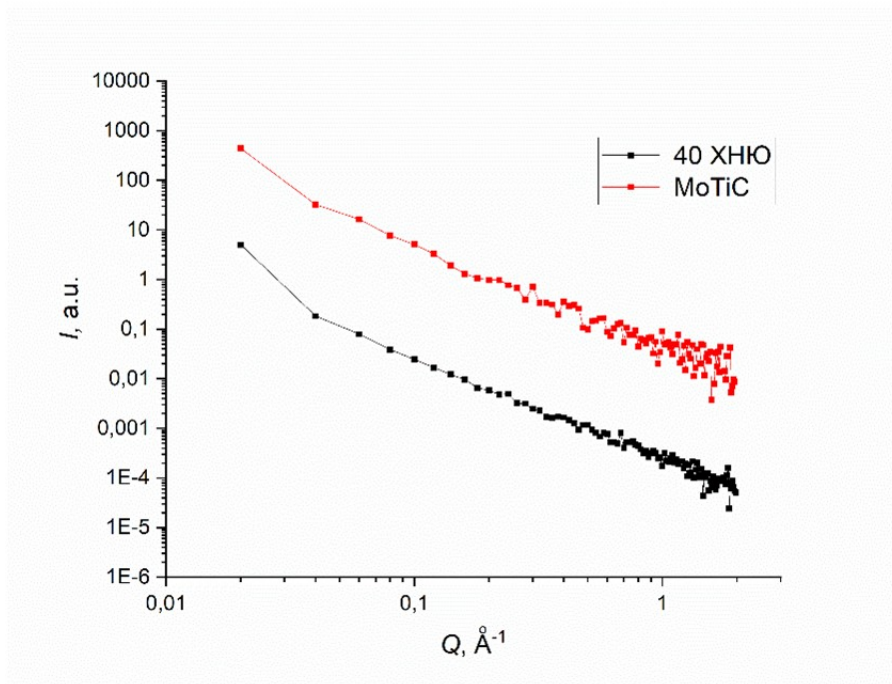 10000
1000
100
10
1
0,1
0,01
0,001
1E-4
1E-5
1E-6
I, a.u.
40 ХНЮ
MoTiC
0,01 0,1 1
Q, Å⁻¹